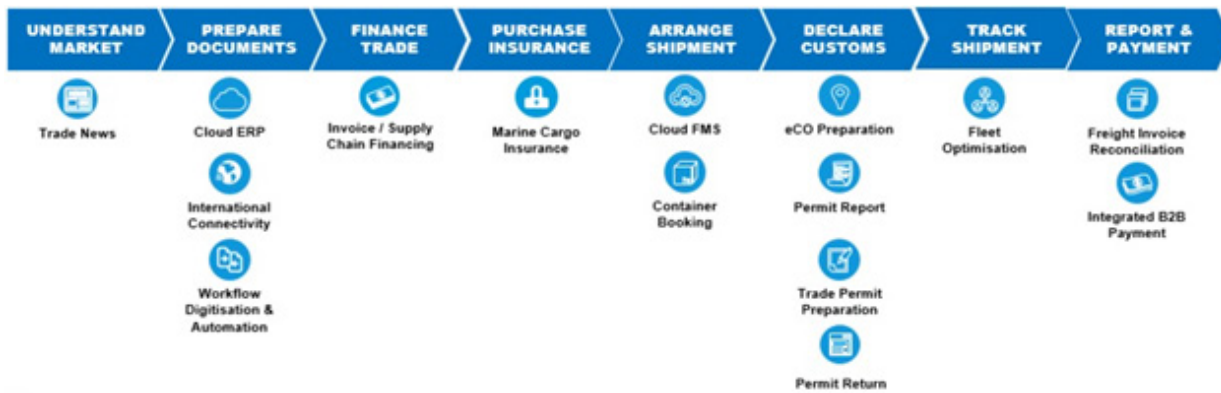 UNDERSTAND
MARKET
PREPARE
DOCUMENTS
FINANCE
TRADE
PURCHASE
INSURANCE
ARRANGE
SHIPMENT
DECLARE
CUSTOMS
TRACK
SHIPMENT
REPORT &
PAYMENT
Trade News
Cloud ERP
International
Connectivity
Workflow
Digitisation &
Automation
Invoice / Supply
Chain Financing
Marine Cargo
Insurance
Cloud FMS
Container
Booking
eCO Preparation
Permit Report
Trade Permit
Preparation
Permit Return
Fleet
Optimisation
Freight Invoice
Reconciliation
Integrated B2B
Payment